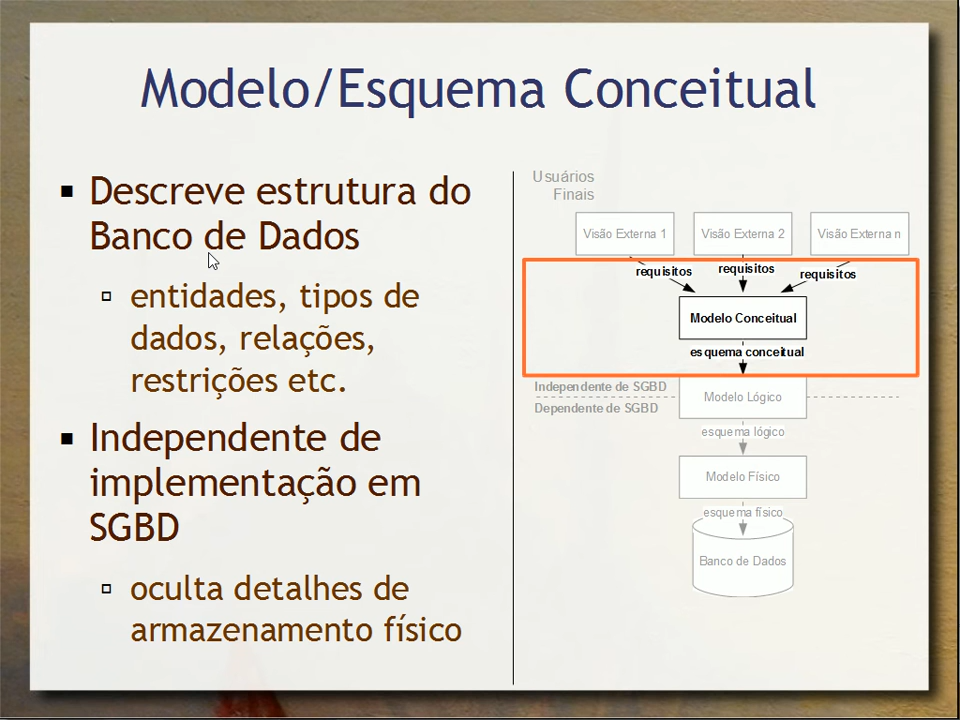 Modelo/Esquema Conceitual
▪ Descreve estrutura do
Banco de Dados
▫ entidades, tipos de
dados, relações,
restrições etc.
▪ Independente de
implementação em
SGBD
▫ oculta detalhes de
armazenamento físico
Usuários
Finais
Visão Externa 1
Visão Externa 2
Visão Externa n
requisitos
requisitos
requisitos
Modelo Conceitual
esquema conceitual
Independente de SGBD
Dependente de SGBD
Modelo Lógico
esquema lógico
Modelo Físico
esquema físico
Banco de Dados